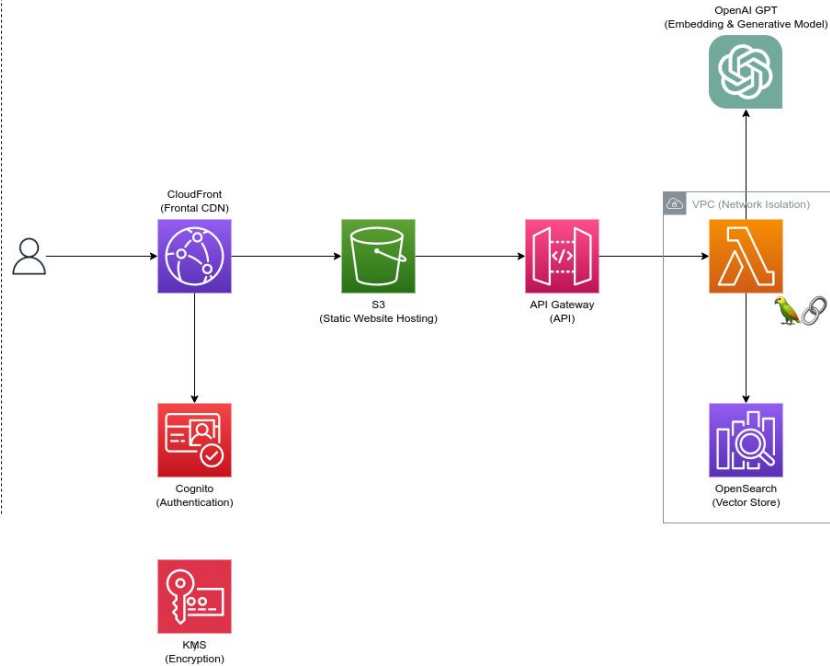 OpenAI GPT
(Embedding & Generative Model)
CloudFront
(Frontal CDN)
VPC (Network Isolation)
S3
(Static Website Hosting)
API Gateway
(API)
Cognito
(Authentication)
OpenSearch
(Vector Store)
KMS
(Encryption)